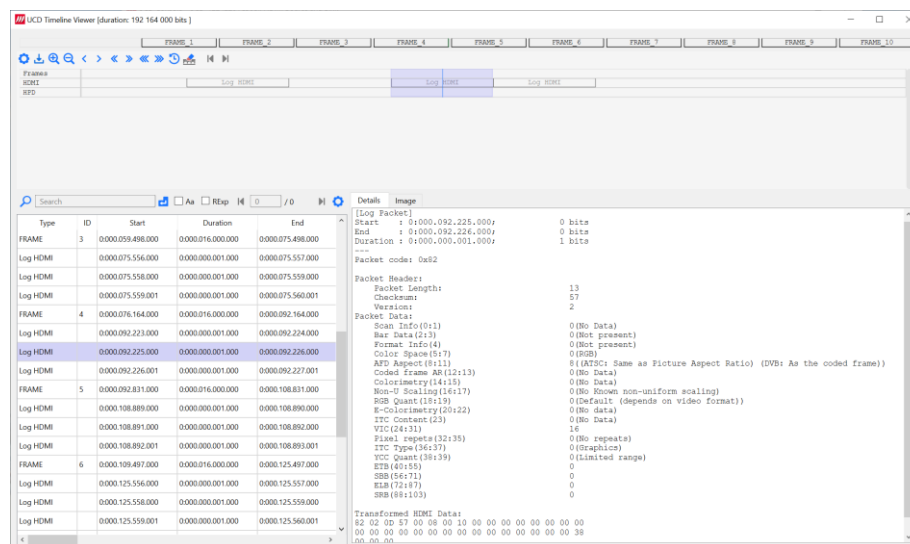 UCD Timeline Viewer [duration: 192 164 000 bits ]
FRAME_1 FRAME_2 FRAME_3 FRAME_4 FRAME_5 FRAME_6 FRAME_7 FRAME_8 FRAME_9 FRAME_10
Frames
HDMI Log HDMI Log HDMI Log HDMI
HPD
Search Aa RExp 0 / 0
Type ID Start Duration End
FRAME 3 0:000.059.498.000 0:000.016.000.000 0:000.075.498.000
Log HDMI 0:000.075.556.000 0:000.000.001.000 0:000.075.557.000
Log HDMI 0:000.075.558.000 0:000.000.001.000 0:000.075.559.000
Log HDMI 0:000.075.559.001 0:000.000.001.000 0:000.075.560.001
FRAME 4 0:000.076.164.000 0:000.016.000.000 0:000.092.164.000
Log HDMI 0:000.092.223.000 0:000.000.001.000 0:000.092.224.000
Log HDMI 0:000.092.225.000 0:000.000.001.000 0:000.092.226.000
Log HDMI 0:000.092.226.001 0:000.000.001.000 0:000.092.227.001
FRAME 5 0:000.092.831.000 0:000.016.000.000 0:000.108.831.000
Log HDMI 0:000.108.889.000 0:000.000.001.000 0:000.108.890.000
Log HDMI 0:000.108.891.000 0:000.000.001.000 0:000.108.892.000
Log HDMI 0:000.108.892.001 0:000.000.001.000 0:000.108.893.001
FRAME 6 0:000.109.497.000 0:000.016.000.000 0:000.125.497.000
Log HDMI 0:000.125.556.000 0:000.000.001.000 0:000.125.557.000
Log HDMI 0:000.125.558.000 0:000.000.001.000 0:000.125.559.000
Log HDMI 0:000.125.559.001 0:000.000.001.000 0:000.125.560.001
Details Image
[Log Packet]
Start : 0:000.092.225.000; 0 bits
End : 0:000.092.226.000; 0 bits
Duration : 0:000.000.001.000; 1 bits
---
Packet code: 0x82
Packet Header:
Packet Length: 13
Checksum: 57
Version: 2
Packet Data:
Scan Info(0:1) 0(No Data)
Bar Data(2:3) 0(Not present)
Format Info(4) 0(Not present)
Color Space(5:7) 0(RGB)
AFD Aspect(8:11) 8((ATSC: Same as Picture Aspect Ratio) (DVB: As the coded frame))
Coded frame AR(12:13) 0(No Data)
Colorimetry(14:15) 0(No Data)
Non-U Scaling(16:17) 0(No Known non-uniform scaling)
RGB Quant(18:19) 0(Default (depends on video format))
E-Colorimetry(20:22) 0(No data)
ITC Content(23) 0(No Data)
VIC(24:31) 16
Pixel repets(32:35) 0(No repeats)
ITC Type(36:37) 0(Graphics)
YCC Quant(38:39) 0(Limited range)
ETB(40:55) 0
SBB(56:71) 0
ELB(72:87) 0
SRB(88:103) 0
Transformed HDMI Data:
82 02 0D 57 00 08 00 10 00 00 00 00 00 00 00 00
00 00 00 00 00 00 00 00 00 00 00 00 00 00 00 38
00 00 00